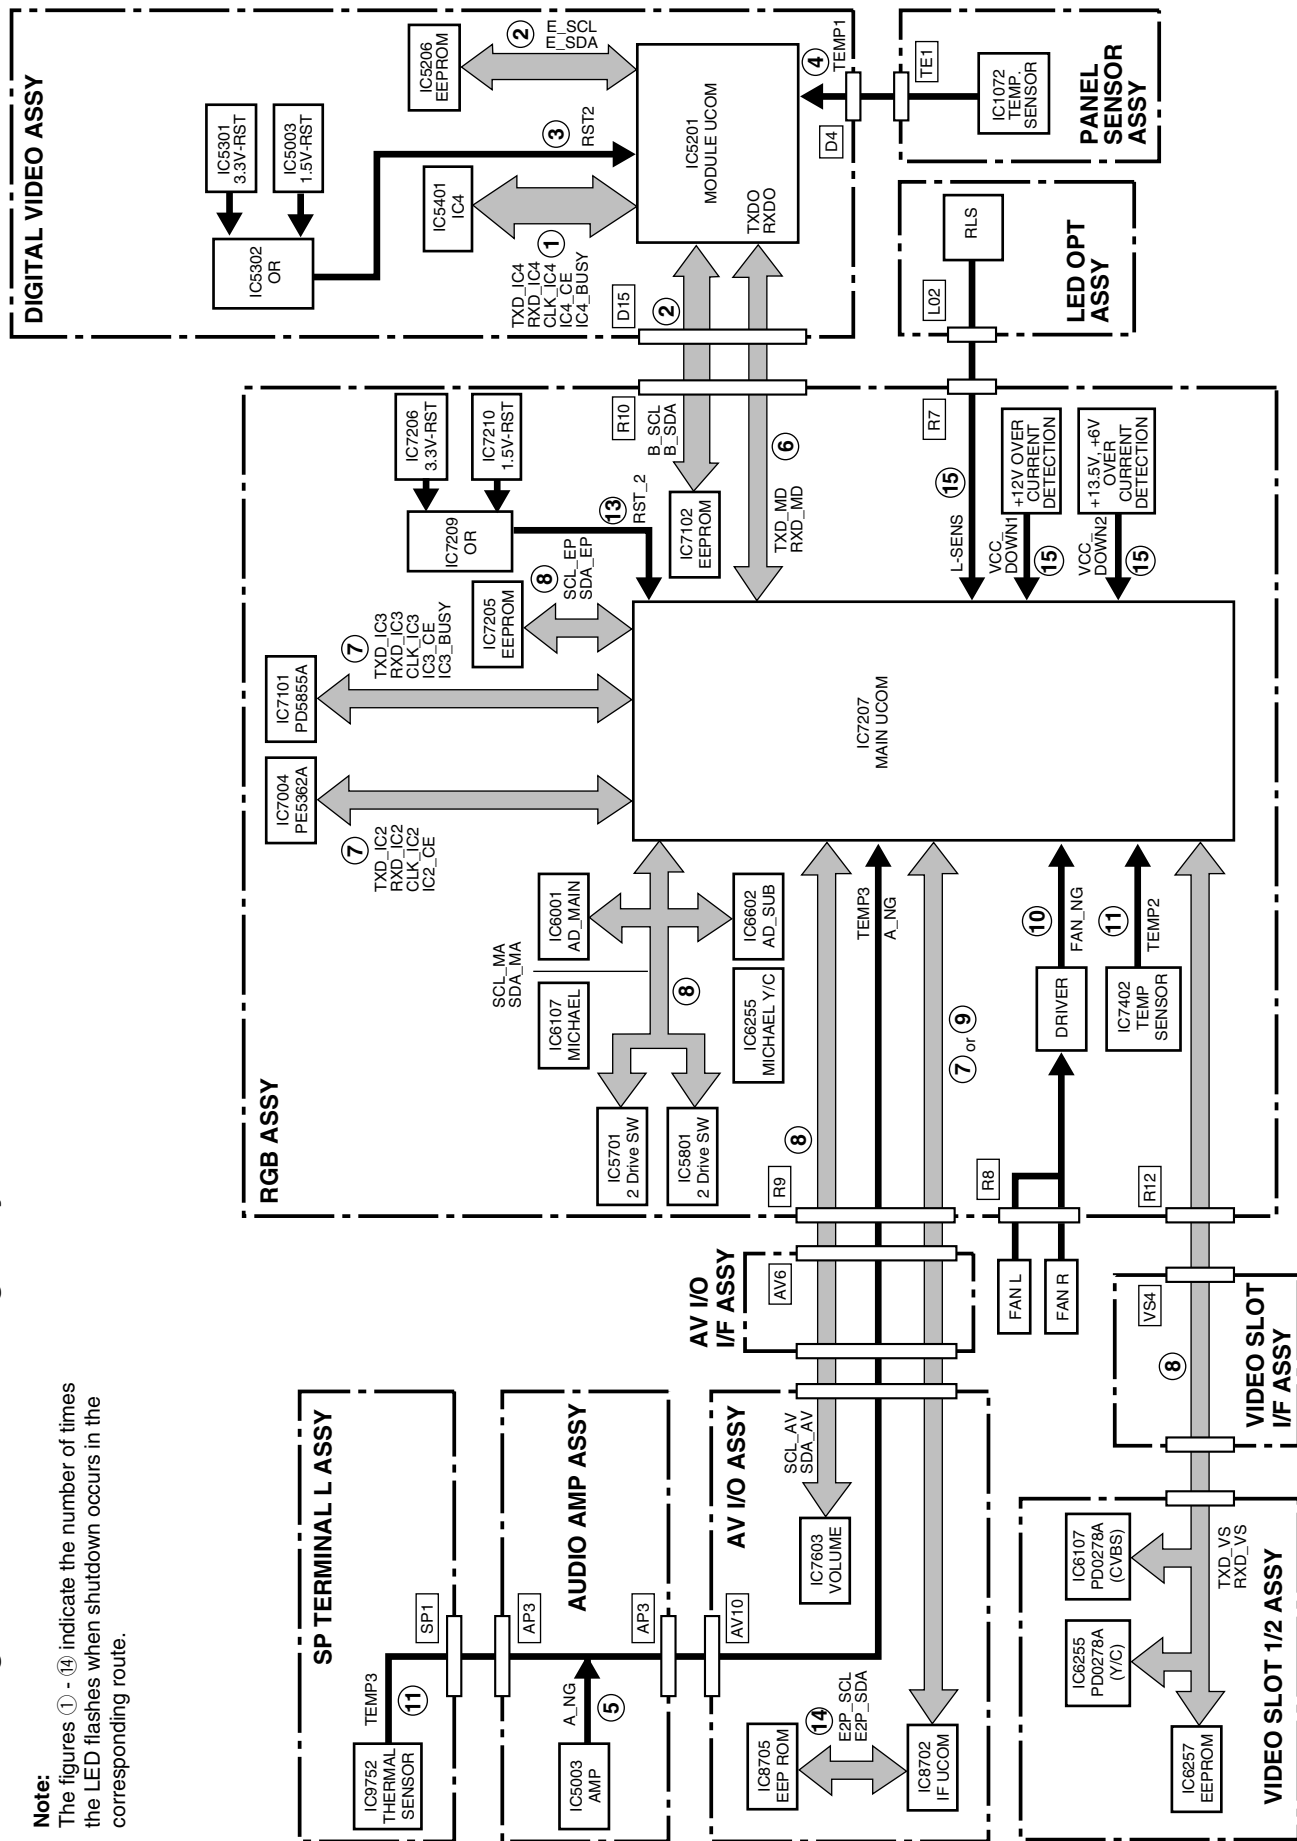 Note:
The figures ① - ⑭ indicate the number of times
the LED flashes when shutdown occurs in the
corresponding route.
SP TERMINAL L ASSY
IC9752
THERMAL
SENSOR
TEMP3
⑪
SP1
AUDIO AMP ASSY
AP3
IC5003
AMP
A_NG
⑤
AP3
AV I/O ASSY
AV10
IC8705
EEP ROM
⑭
E2P_SCL
E2P_SDA
IC8702
IF UCOM
IC7603
VOLUME
SCL_AV
SDA_AV
AV I/O
I/F ASSY
AV6
VIDEO SLOT 1/2 ASSY
IC6255
PD0278A
(Y/C)
IC6107
PD0278A
(CVBS)
IC6257
EEPROM
TXD_VS
RXD_VS
VIDEO SLOT
I/F ASSY
VS4
⑧
FAN L
FAN R
RGB ASSY
R9
R8
R12
IC5701
2 Drive SW
IC5801
2 Drive SW
IC6107
MICHAEL
IC6255
MICHAEL Y/C
SCL_MA
SDA_MA
⑧
IC6001
AD_MAIN
IC6602
AD_SUB
⑧
TEMP3
A_NG
⑦ or ⑨
DRIVER
⑩
FAN_NG
IC7402
TEMP
SENSOR
⑪
TEMP2
IC7004
PE5362A
⑦
TXD_IC2
RXD_IC2
CLK_IC2
IC2_CE
IC7101
PD5855A
⑦
TXD_IC3
RXD_IC3
CLK_IC3
IC3_CE
IC3_BUSY
IC7207
MAIN UCOM
IC7205
EEPROM
⑧
SCL_EP
SDA_EP
IC7209
OR
IC7206
3.3V-RST
IC7210
1.5V-RST
⑬
RST_2
IC7102
EEPROM
B_SCL
B_SDA
R10
TXD_MD
RXD_MD
⑥
R7
L-SENS
⑮
VCC_
DOWN1
⑮
+12V OVER
CURRENT
DETECTION
VCC_
DOWN2
⑮
+13.5V, +6V
OVER
CURRENT
DETECTION
DIGITAL VIDEO ASSY
IC5302
OR
IC5301
3.3V-RST
IC5003
1.5V-RST
TXD_IC4
RXD_IC4
CLK_IC4
IC4_CE
IC4_BUSY
①
IC5401
IC4
③
RST2
IC5206
EEPROM
②
E_SCL
E_SDA
D15
②
IC5201
MODULE UCOM
TXDO
RXDO
④
TEMP1
D4
LED OPT
ASSY
L02
RLS
PANEL
SENSOR
ASSY
TE1
IC1072
TEMP.
SENSOR